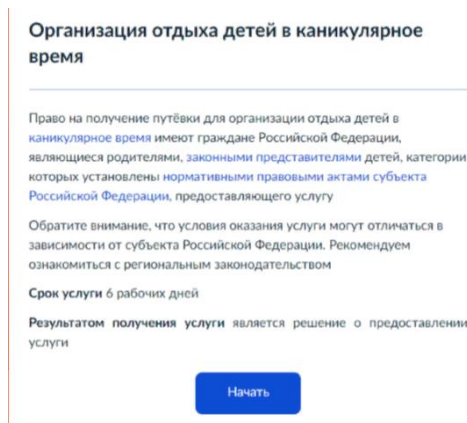 Организация отдыха детей в каникулярное
время
Право на получение путёвки для организации отдыха детей в
каникулярное время имеют граждане Российской Федерации,
являющиеся родителями, законными представителями детей, категории
которых установлены нормативными правовыми актами субъекта
Российской Федерации, предоставляющего услугу
Обратите внимание, что условия оказания услуги могут отличаться в
зависимости от субъекта Российской Федерации. Рекомендуем
ознакомиться с региональным законодательством
Срок услуги 6 рабочих дней
Результатом получения услуги является решение о предоставлении
услуги
Начать